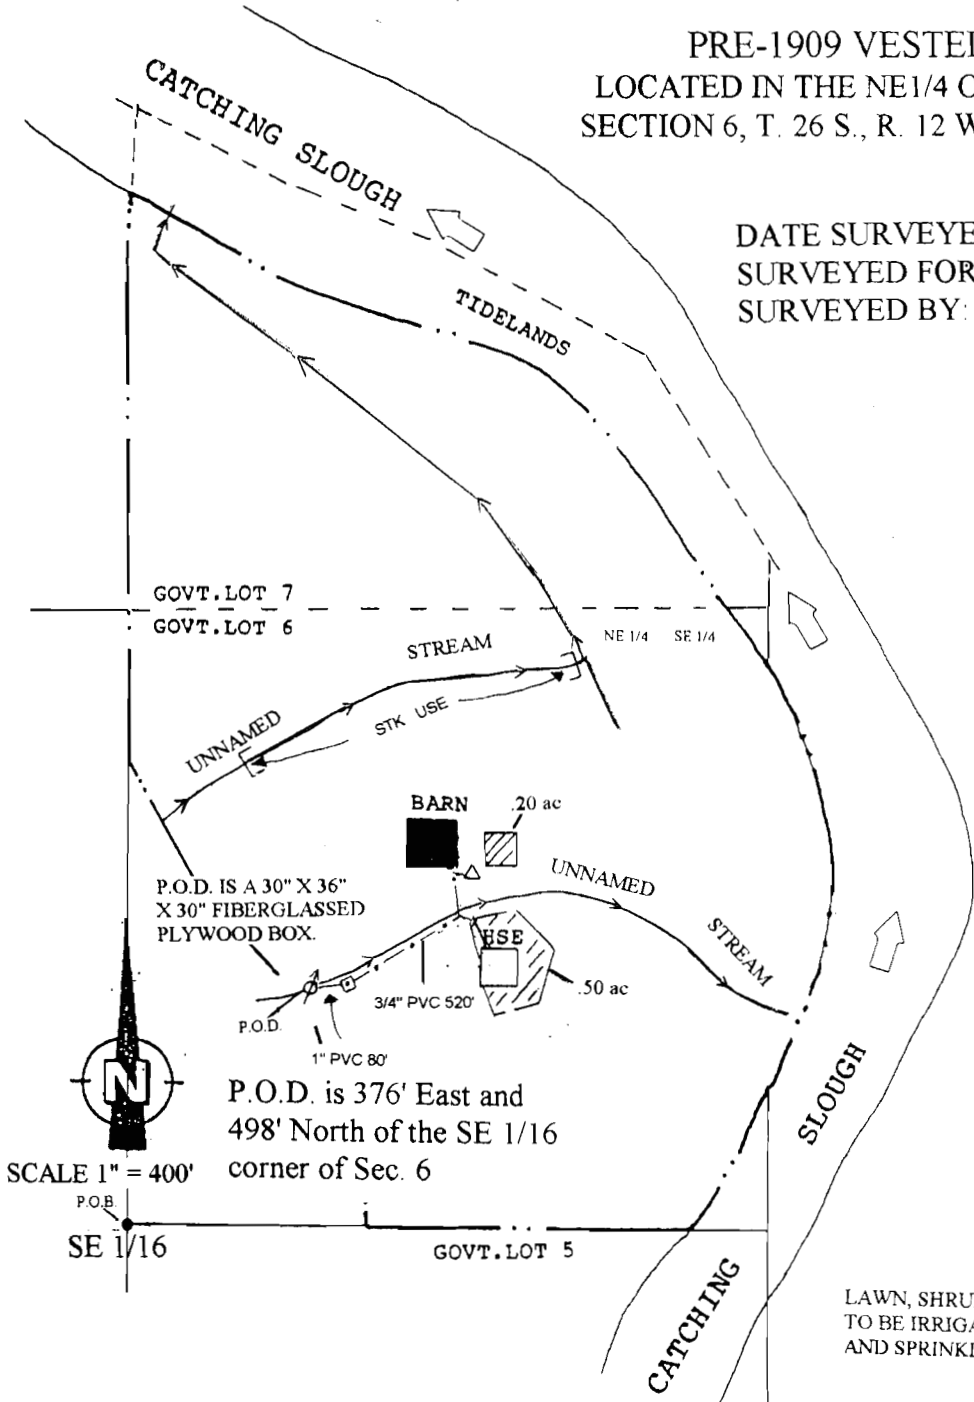 PRE-1909 VESTE
LOCATED IN THE NE1/4
SECTION 6, T. 26 S., R. 12 W
CATCHING SLOUGH
DATE SURVEYE
SURVEYED FOR
SURVEYED BY:
TIDELANDS
GOVT.LOT 7
GOVT.LOT 6
NE 1/4 SE 1/4
STREAM
STK USE
UNNAMED
BARN
.20 ac
UNNAMED
STREAM
P.O.D. IS A 30" X 36"
X 30" FIBERGLASSED
PLYWOOD BOX.
HSE
.50 ac
3/4" PVC 520'
P.O.D.
1" PVC 80'
N
P.O.D. is 376' East and
498' North of the SE 1/16
corner of Sec. 6
SCALE 1" = 400'
P.O.B.
SE 1/16
GOVT.LOT 5
SLOUGH
CATCHING
LAWN, SHRU
TO BE IRRIGA
AND SPRINK